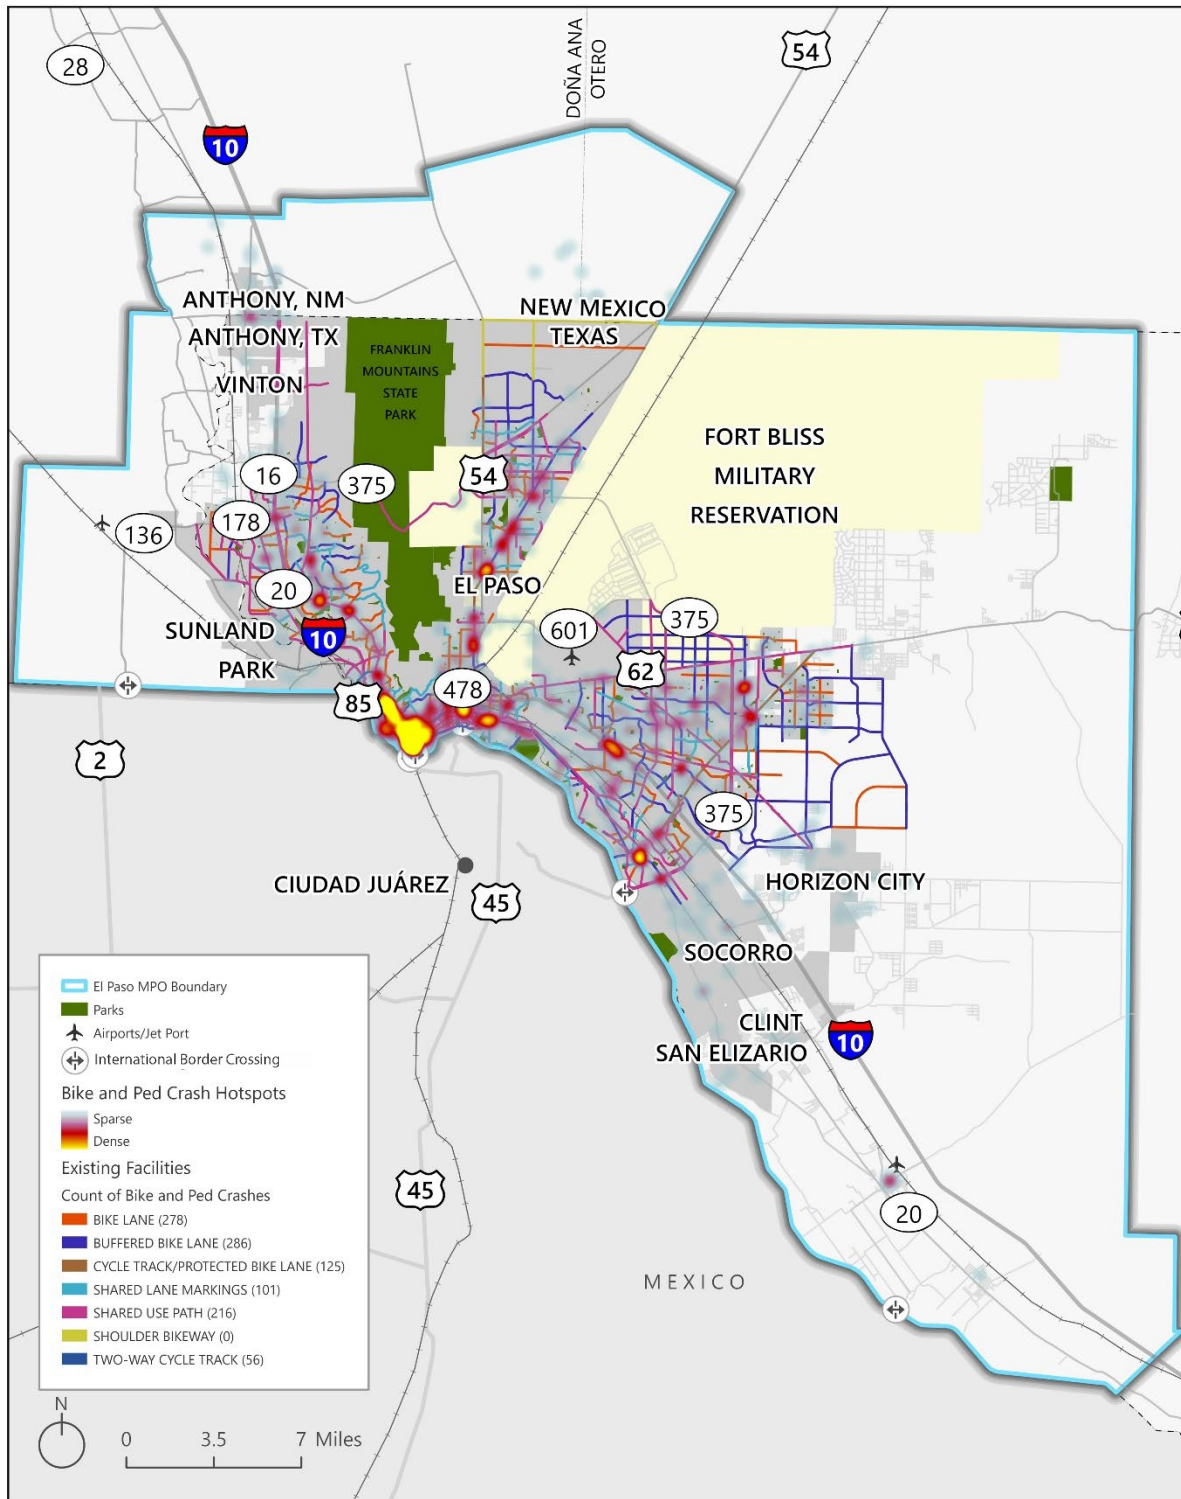 28
10
54
DOÑA ANA
OTERO
ANTHONY, NM
ANTHONY, TX
NEW MEXICO
TEXAS
VINTON
FRANKLIN
MOUNTAINS
STATE
PARK
FORT BLISS
MILITARY
RESERVATION
16
375
54
178
136
20
EL PASO
SUNLAND
PARK
10
601
375
62
478
85
2
375
CIUDAD JUÁREZ
45
HORIZON CITY
SOCORRO
CLINT
SAN ELIZARIO
10
45
20
MEXICO
El Paso MPO Boundary
Parks
Airports/Jet Port
International Border Crossing
Bike and Ped Crash Hotspots
Sparse
Dense
Existing Facilities
Count of Bike and Ped Crashes
BIKE LANE (278)
BUFFERED BIKE LANE (286)
CYCLE TRACK/PROTECTED BIKE LANE (125)
SHARED LANE MARKINGS (101)
SHARED USE PATH (216)
SHOULDER BIKEWAY (0)
TWO-WAY CYCLE TRACK (56)
N
0 3.5 7 Miles